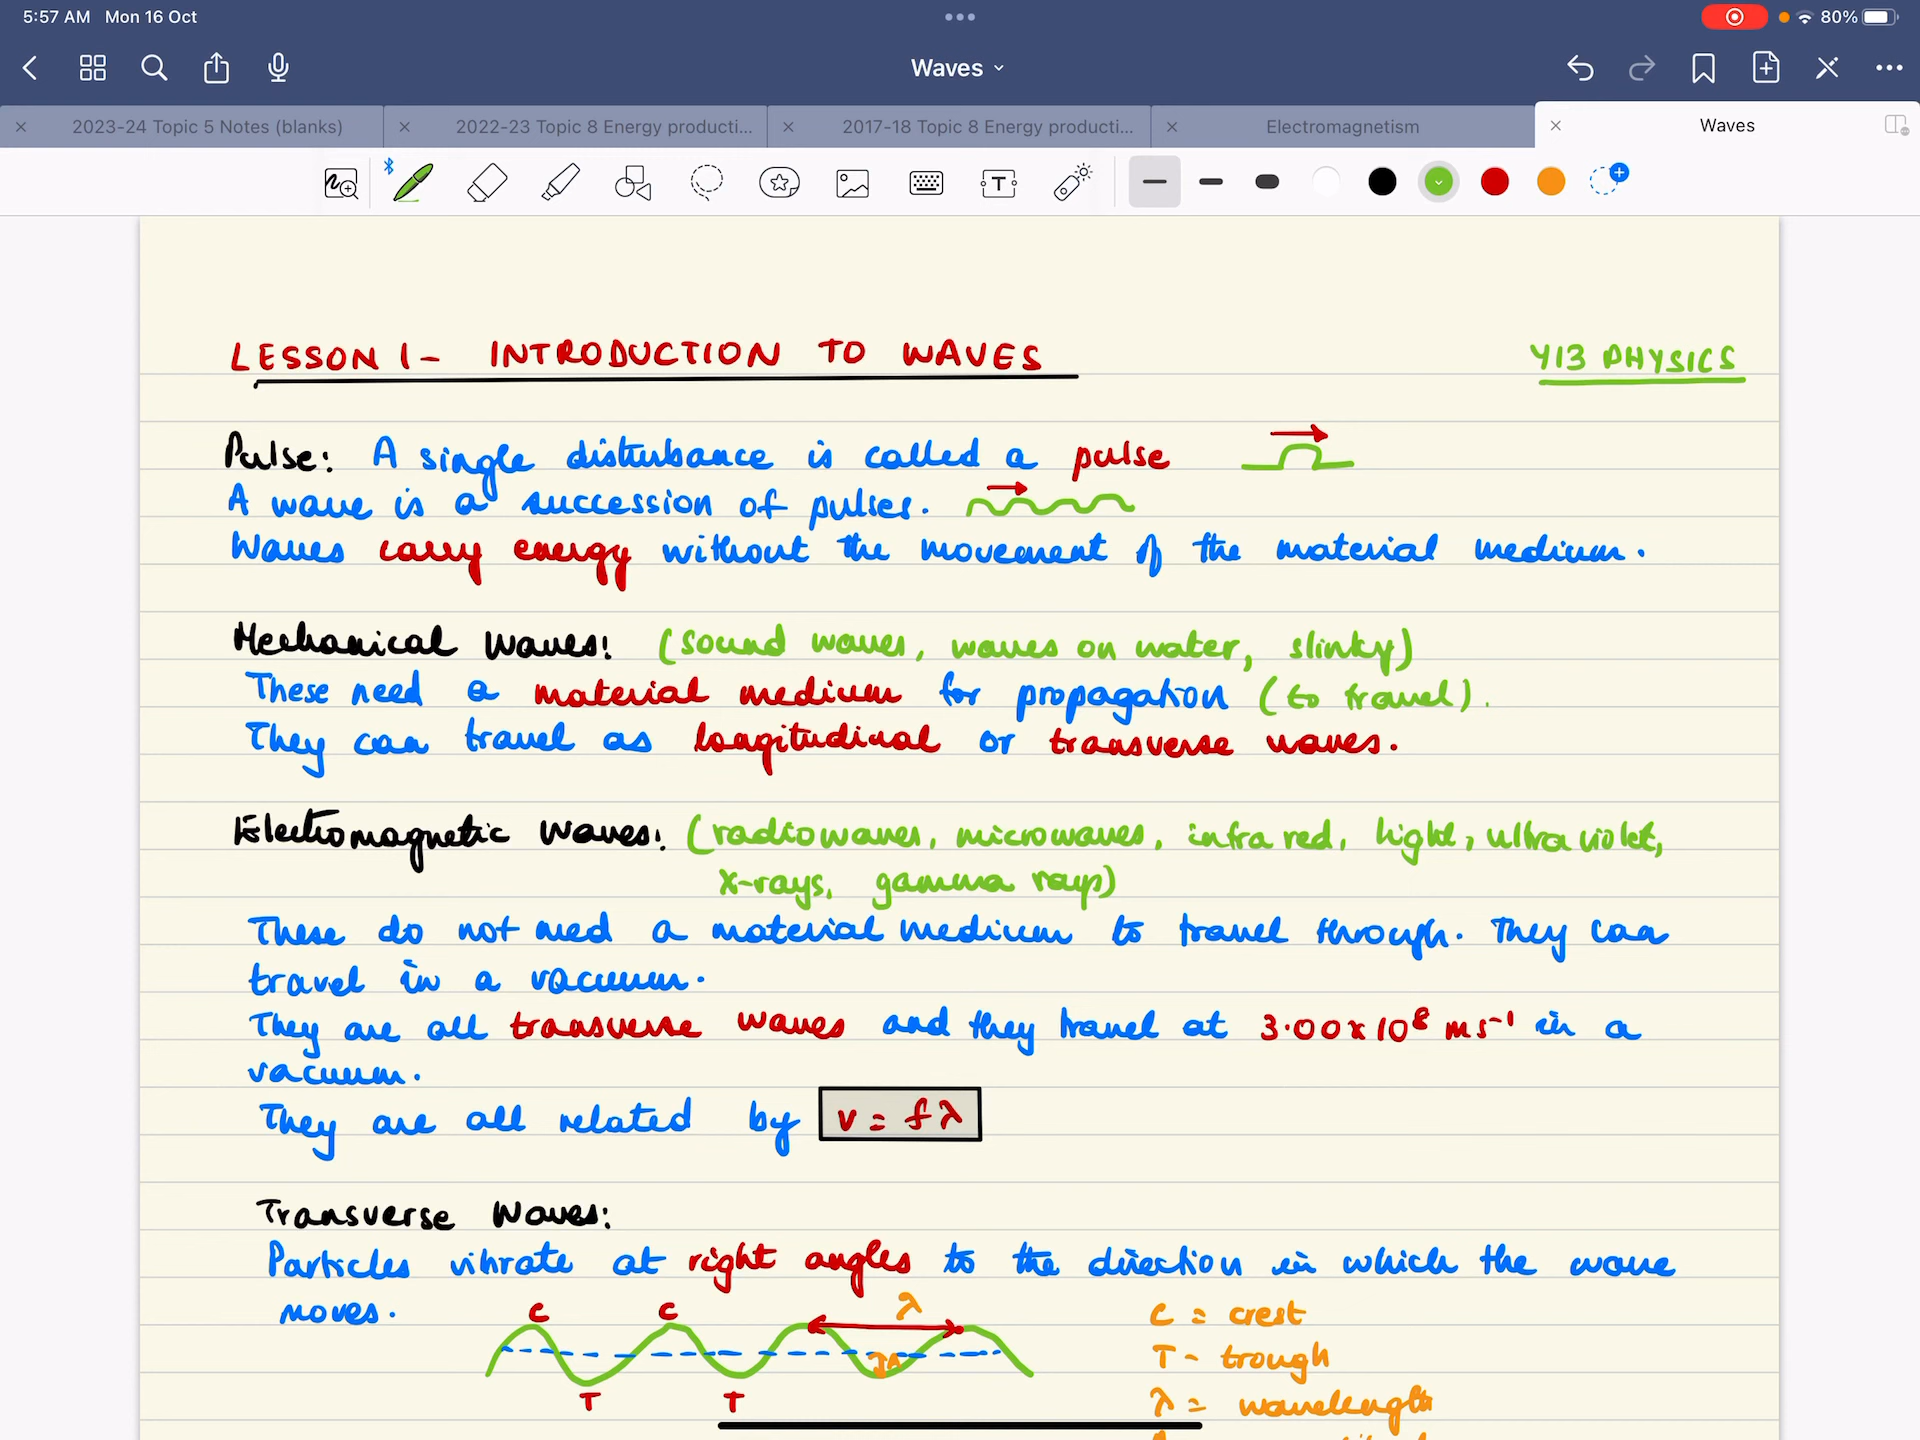 5:57 AM Mon 16 Oct
80%
Waves
2023-24 Topic 5 Notes (blanks)
2022-23 Topic 8 Energy producti...
2017-18 Topic 8 Energy producti...
Electromagnetism
Waves
LESSON 1 - INTRODUCTION TO WAVES
Y13 PHYSICS
Pulse: A single disturbance is called a pulse
A wave is a succession of pulses.
Waves carry energy without the movement of the material medium.
Mechanical Waves: (sound waves, waves on water, slinky)
These need a material medium for propagation (to travel).
They can travel as longitudinal or transverse waves.
Electromagnetic Waves: (radiowaves, microwaves, infra red, light, ultraviolet,
x-rays, gamma rays)
These do not need a material medium to travel through. They can
travel in a vacuum.
They are all transverse waves and they travel at 3.00x10⁸ ms⁻¹ in a
vacuum.
They are all related by v = fλ
Transverse Waves:
Particles vibrate at right angles to the direction in which the wave
moves.
C C λ
A
T T
C = crest
T - trough
λ = wavelength